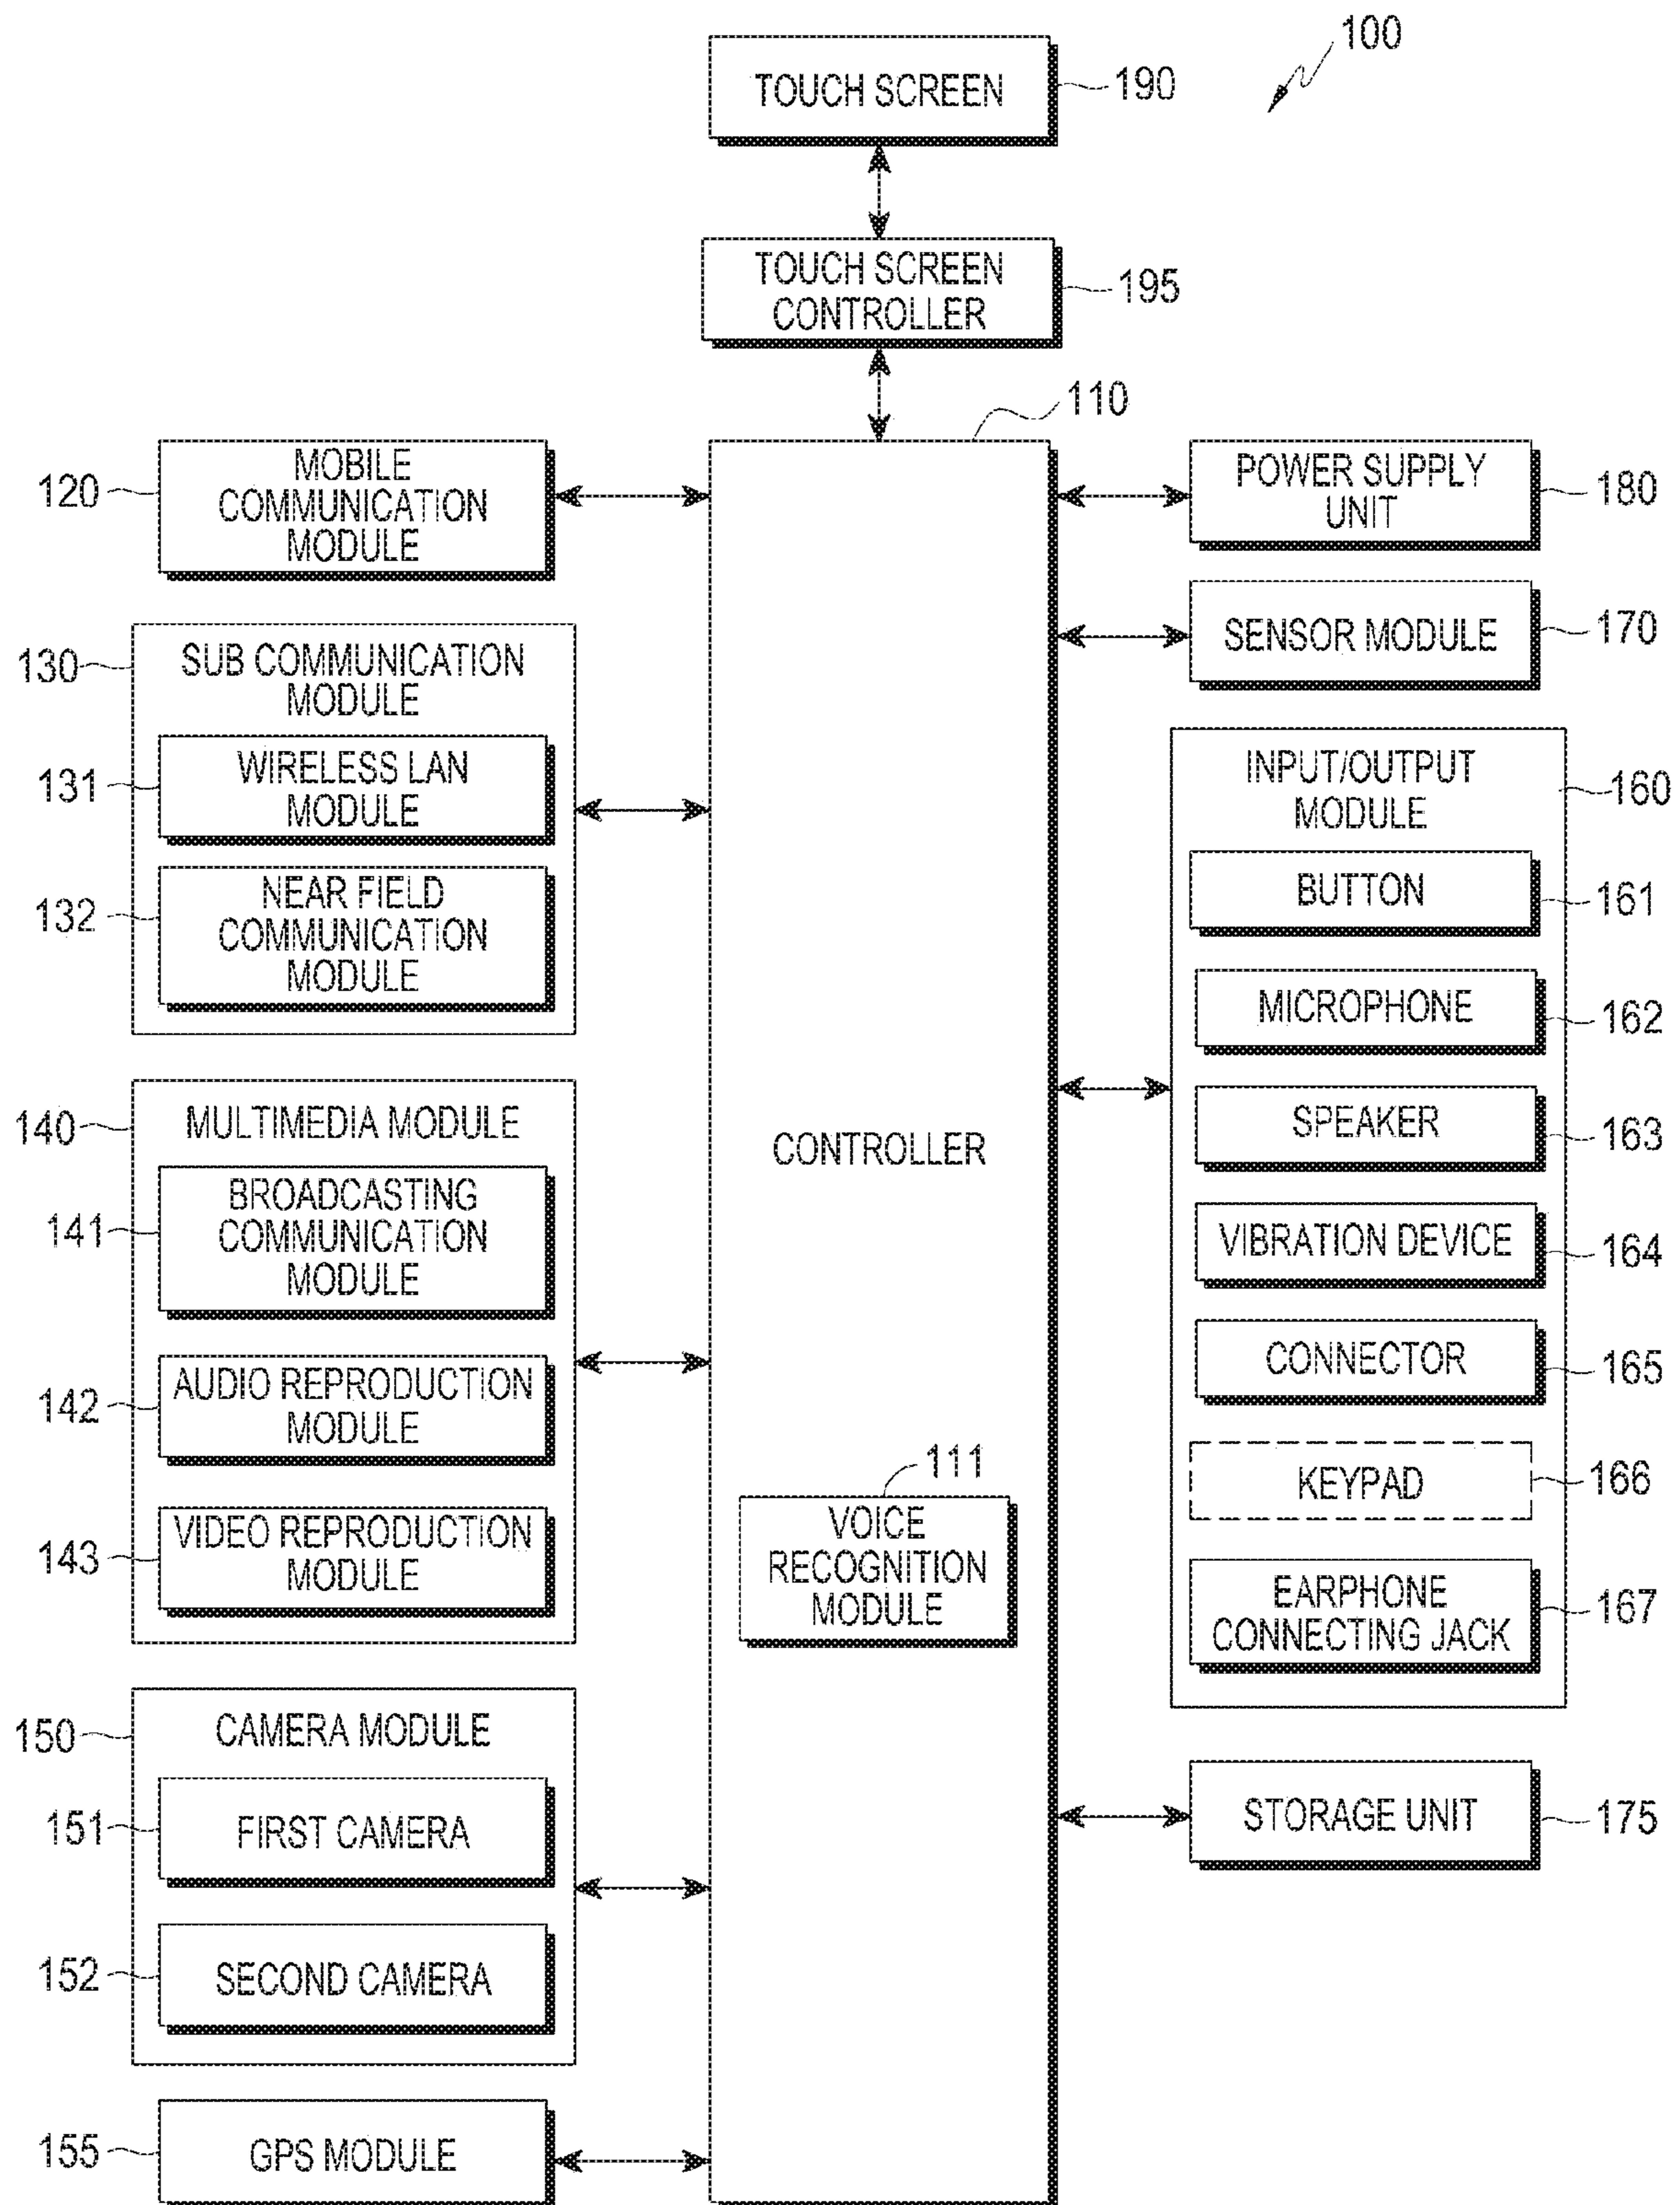 100
TOUCH SCREEN
190
TOUCH SCREEN
CONTROLLER
195
110
120
MOBILE
COMMUNICATION
MODULE
130
SUB COMMUNICATION
MODULE
131
WIRELESS LAN
MODULE
132
NEAR FIELD
COMMUNICATION
MODULE
140
MULTIMEDIA MODULE
141
BROADCASTING
COMMUNICATION
MODULE
142
AUDIO REPRODUCTION
MODULE
143
VIDEO REPRODUCTION
MODULE
150
CAMERA MODULE
151
FIRST CAMERA
152
SECOND CAMERA
155
GPS MODULE
CONTROLLER
111
VOICE
RECOGNITION
MODULE
POWER SUPPLY
UNIT
180
SENSOR MODULE
170
INPUT/OUTPUT
MODULE
160
BUTTON
161
MICROPHONE
162
SPEAKER
163
VIBRATION DEVICE
164
CONNECTOR
165
KEYPAD
166
EARPHONE
CONNECTING JACK
167
STORAGE UNIT
175